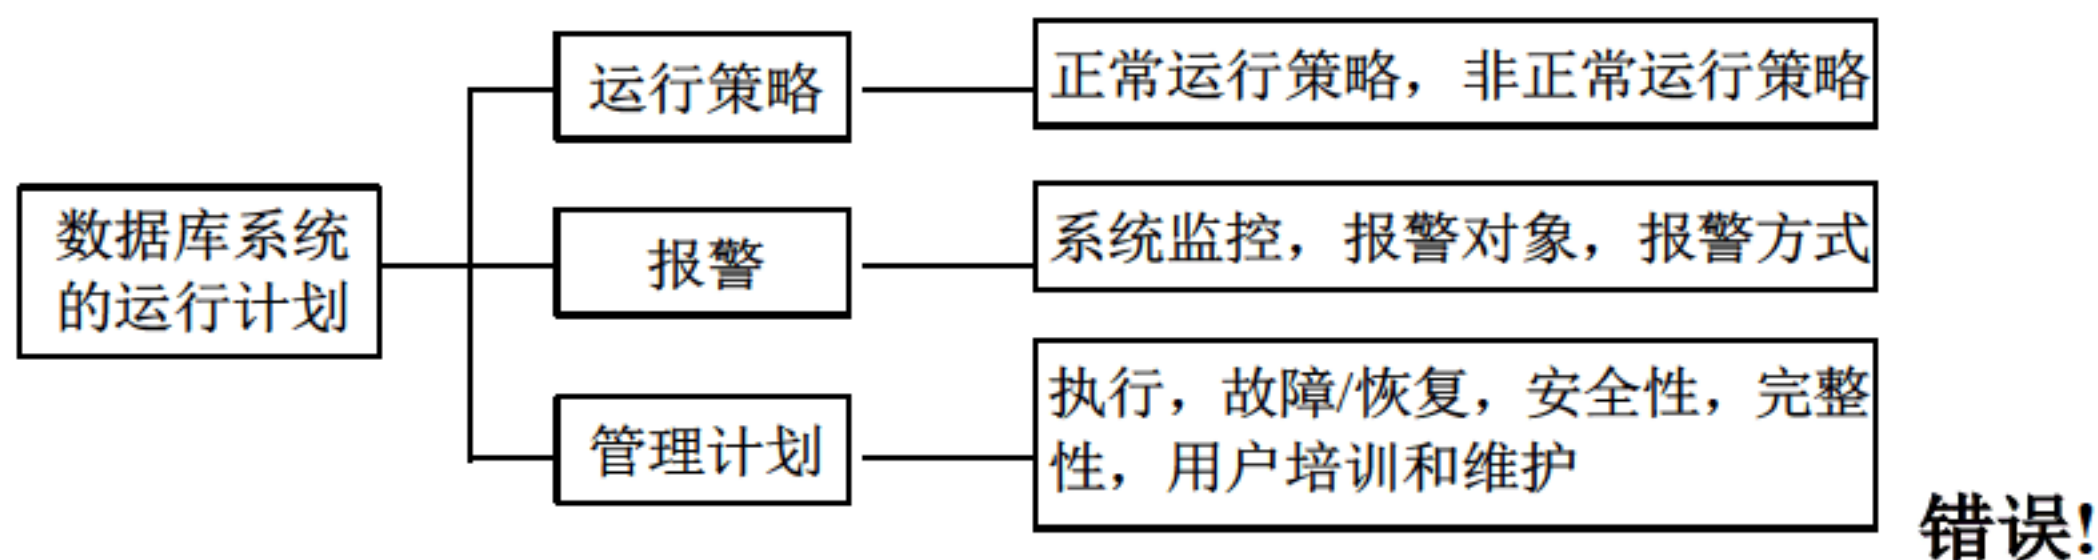 数据库系统
的运行计划
运行策略
正常运行策略，非正常运行策略
报警
系统监控，报警对象，报警方式
管理计划
执行，故障/恢复，安全性，完整
性，用户培训和维护
错误!